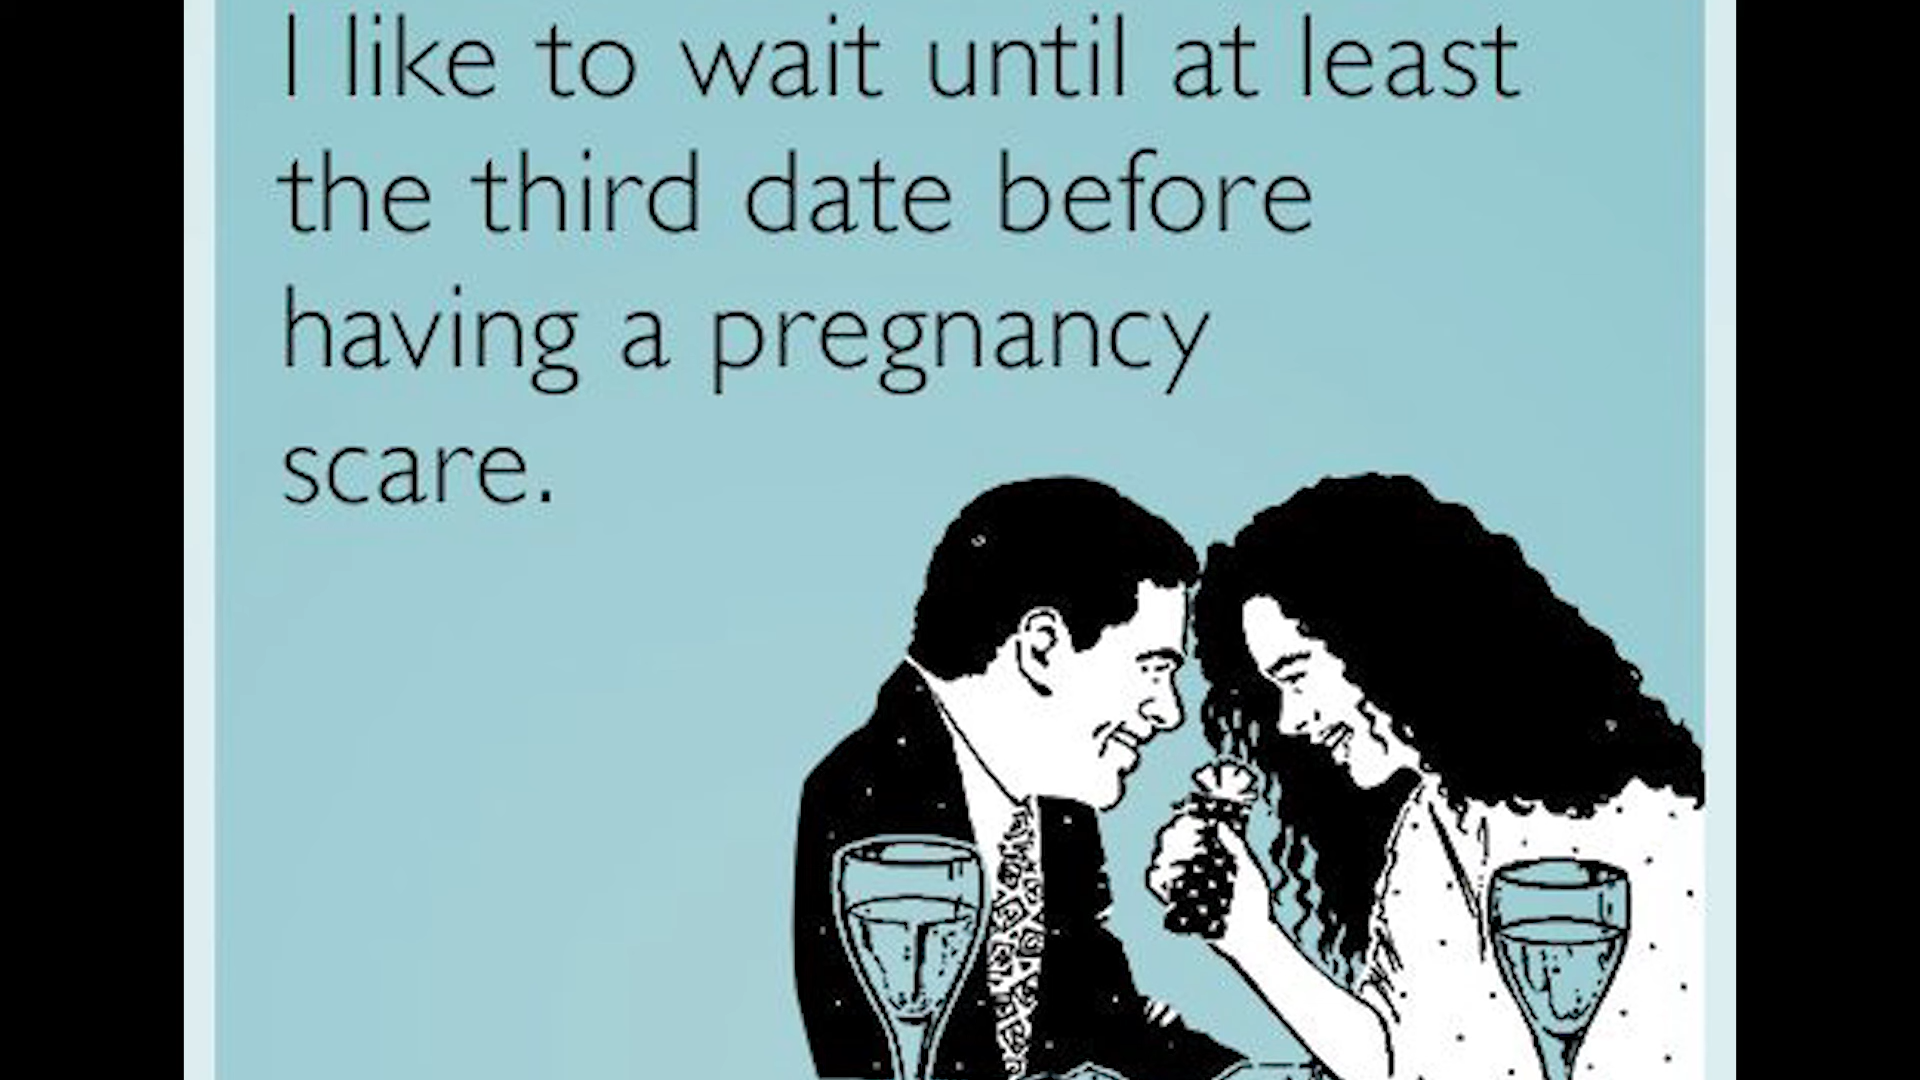 I like to wait until at least
the third date before
having a pregnancy
scare.